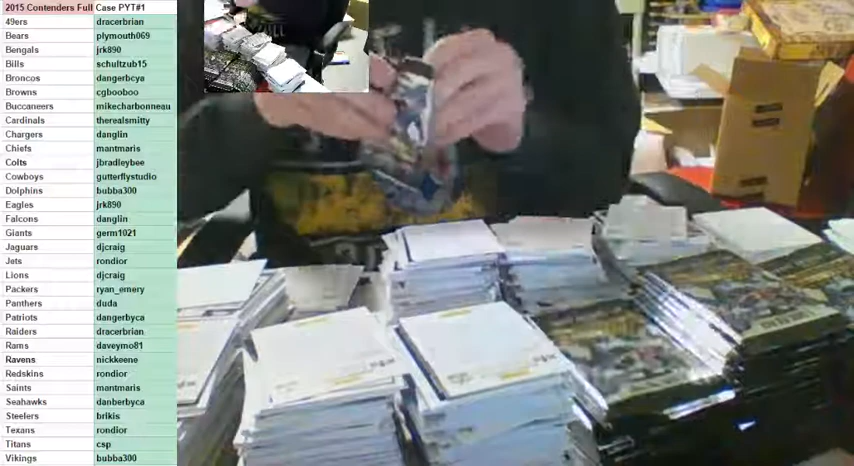 2015 Contenders Full Case PYT#1
49ers dracerbrian
Bears plymouth069
Bengals jrk890
Bills schultzub15
Broncos dangerbcya
Browns cgbooboo
Buccaneers mikecharbonneau
Cardinals therealsmitty
Chargers danglin
Chiefs mantmaris
Colts jbradleybee
Cowboys gutterflystudio
Dolphins bubba300
Eagles jrk890
Falcons danglin
Giants germ1021
Jaguars djcraig
Jets rondior
Lions djcraig
Packers ryan_emery
Panthers duda
Patriots dangerbyca
Raiders dracerbrian
Rams daveymo81
Ravens nickkeene
Redskins rondior
Saints mantmaris
Seahawks danberbyca
Steelers brikis
Texans rondior
Titans csp
Vikings bubba300